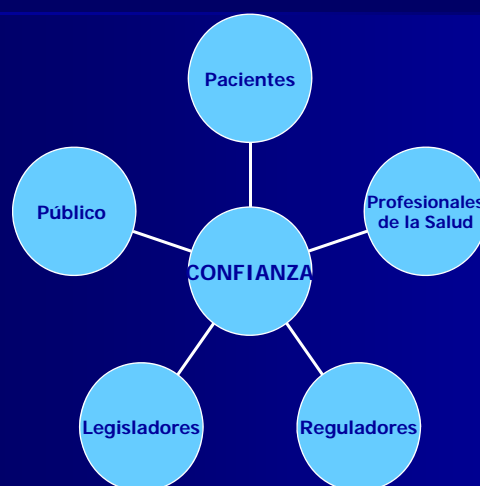 Pacientes
Público
Profesionales
de la Salud
CONFIANZA
Legisladores
Reguladores